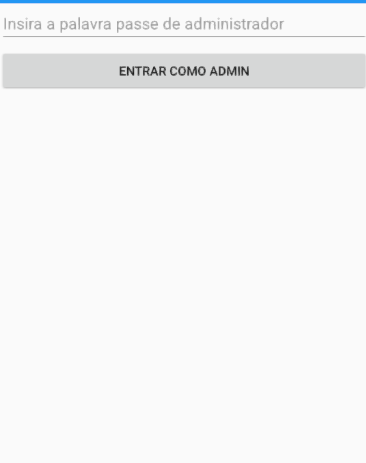 Insira a palavra passe de administrador
ENTRAR COMO ADMIN